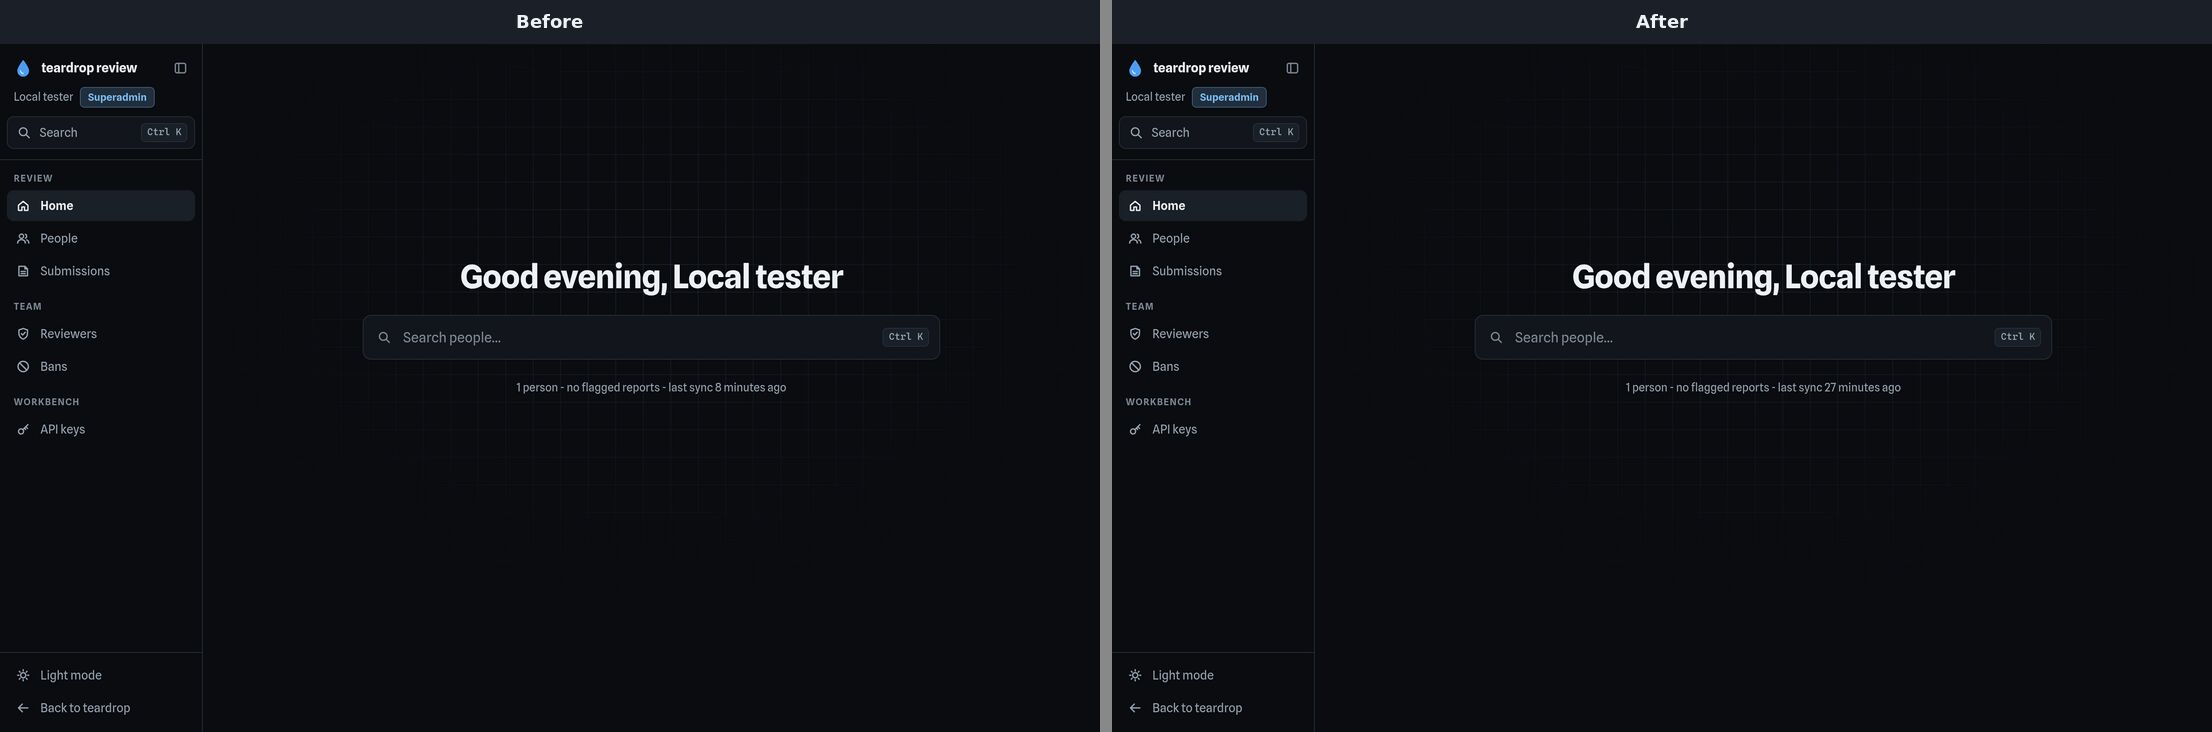 Before
teardrop review
Local tester Superadmin
Search Ctrl K
REVIEW
Home
People
Submissions
TEAM
Reviewers
Bans
WORKBENCH
API keys
Light mode
Back to teardrop
Good evening, Local tester
Search people... Ctrl K
1 person - no flagged reports - last sync 8 minutes ago
After
teardrop review
Local tester Superadmin
Search Ctrl K
REVIEW
Home
People
Submissions
TEAM
Reviewers
Bans
WORKBENCH
API keys
Light mode
Back to teardrop
Good evening, Local tester
Search people... Ctrl K
1 person - no flagged reports - last sync 27 minutes ago